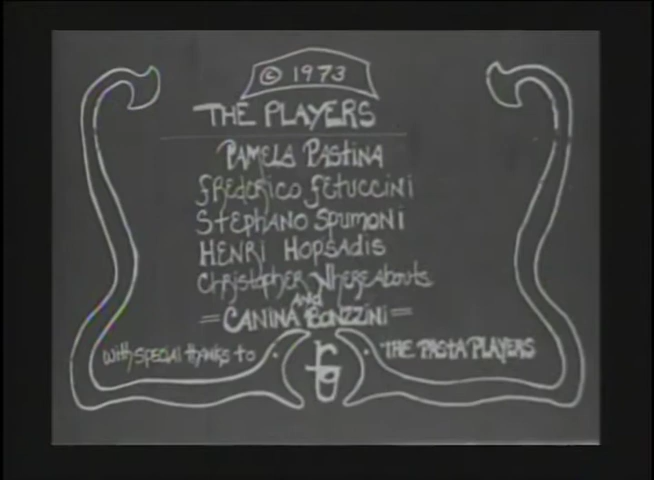 © 1973
THE PLAYERS
PAMELA PASTINA
FREDERICO FETUCCINI
STEPHANO SPUMONI
HENRI HOPSADIS
CHRISTOPHER WHEREABOUTS
and
= CANINA BONZZINI =
with SPECIAL thANKS to THE PASTA PLAYERS